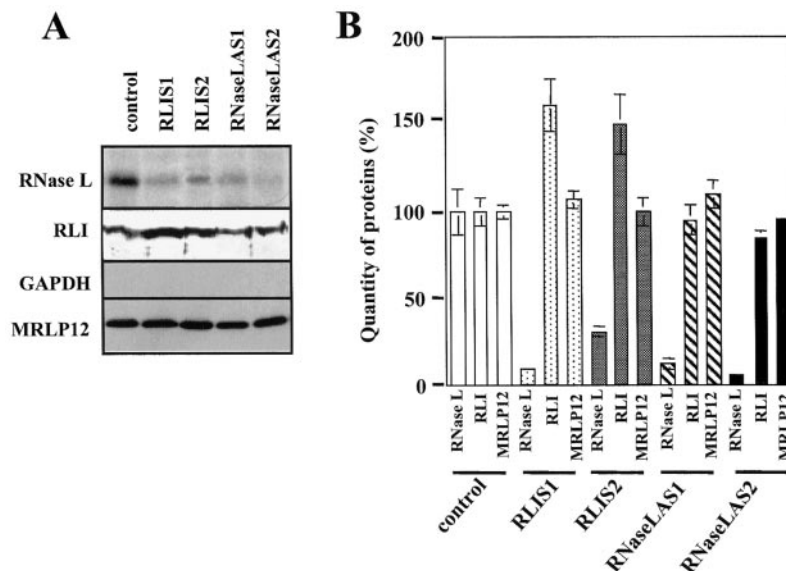 A
control
RLIS1
RLIS2
RNaseLAS1
RNaseLAS2
RNase L
RLI
GAPDH
MRLP12
B
Quantity of proteins (%)
200
150
100
50
0
RNase L
RLI
MRLP12
RNase L
RLI
MRLP12
RNase L
RLI
MRLP12
RNase L
RLI
MRLP12
RNase L
RLI
MRLP12
control
RLIS1
RLIS2
RNaseLAS1
RNaseLAS2